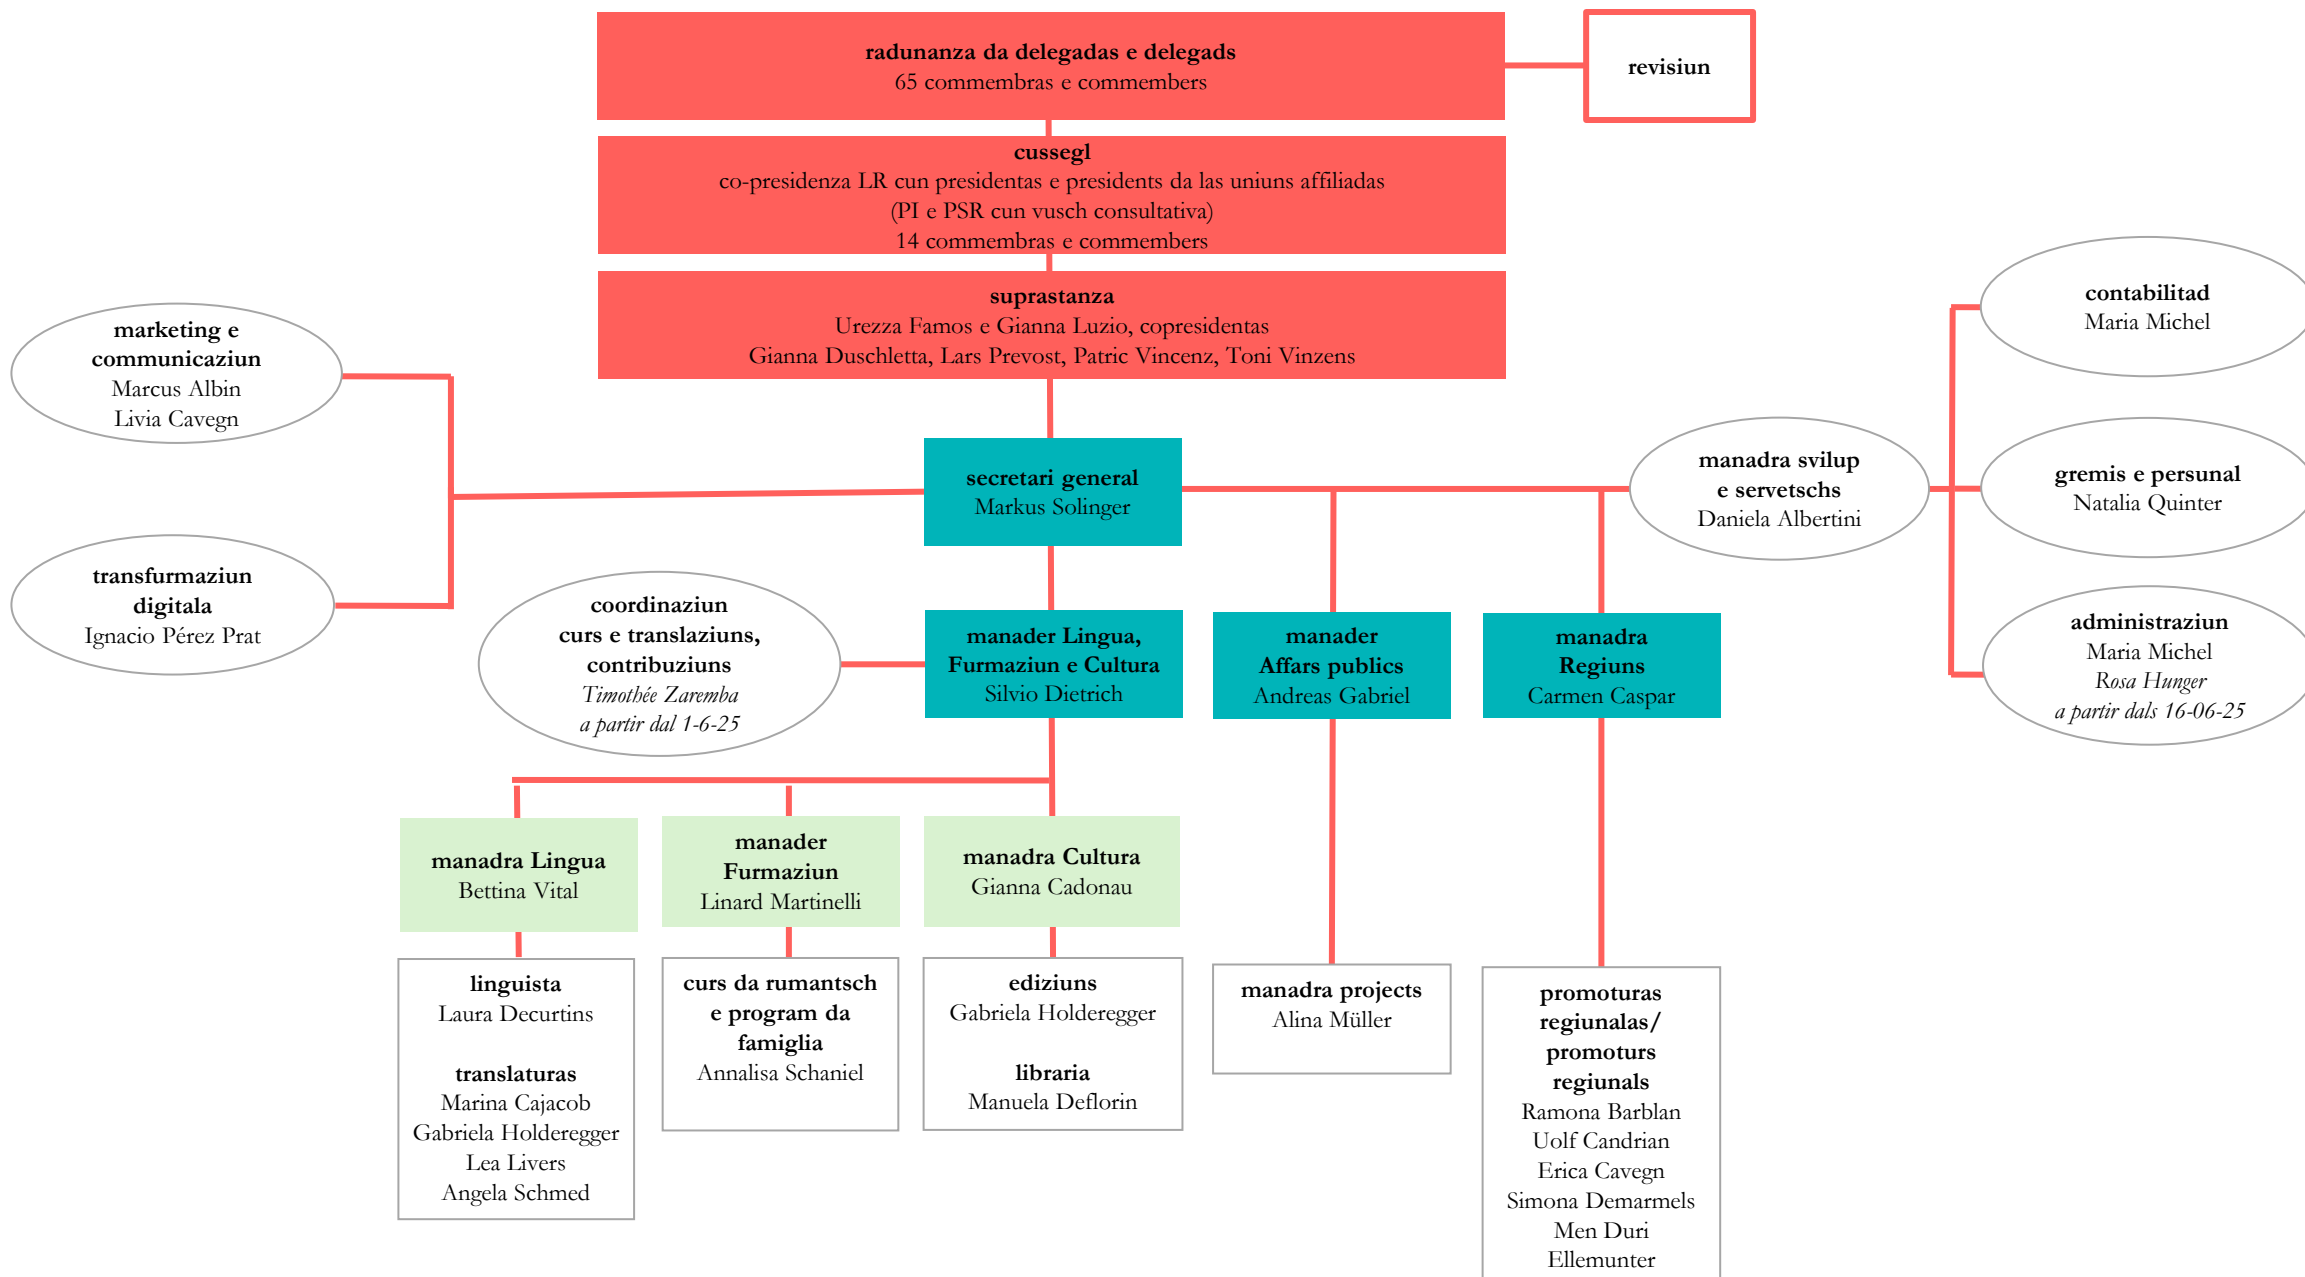 radunanza da delegadas e delegads
65 commembras e commembers
revisiun
cussegl
co-presidenza LR cun presidentas e presidents da las uniuns affiliadas
(PI e PSR cun vusch consultativa)
14 commembras e commembers
suprastanza
Urezza Famos e Gianna Luzio, copresidentas
Gianna Duschletta, Lars Prevost, Patric Vincenz, Toni Vinzens
marketing e
communicaziun
Marcus Albin
Livia Cavegn
transfurmaziun
digitala
Ignacio Pérez Prat
secretari general
Markus Solinger
manadra svilup
e servetschs
Daniela Albertini
contabilitad
Maria Michel
gremis e persunal
Natalia Quinter
administraziun
Maria Michel
Rosa Hunger
a partir dals 16-06-25
coordinaziun
curs e translaziuns,
contribuziuns
Timothée Zaremba
a partir dal 1-6-25
manader Lingua,
Furmaziun e Cultura
Silvio Dietrich
manader
Affars publics
Andreas Gabriel
manadra
Regiuns
Carmen Caspar
manadra Lingua
Bettina Vital
manader
Furmaziun
Linard Martinelli
manadra Cultura
Gianna Cadonau
linguista
Laura Decurtins
translaturas
Marina Cajacob
Gabriela Holderegger
Lea Livers
Angela Schmed
curs da rumantsch
e program da
famiglia
Annalisa Schaniel
ediziuns
Gabriela Holderegger
libraria
Manuela Deflorin
manadra projects
Alina Müller
promoturas
regiunalas/
promoturs
regiunals
Ramona Barblan
Uolf Candrian
Erica Cavegn
Simona Demarmels
Men Duri
Ellemunter